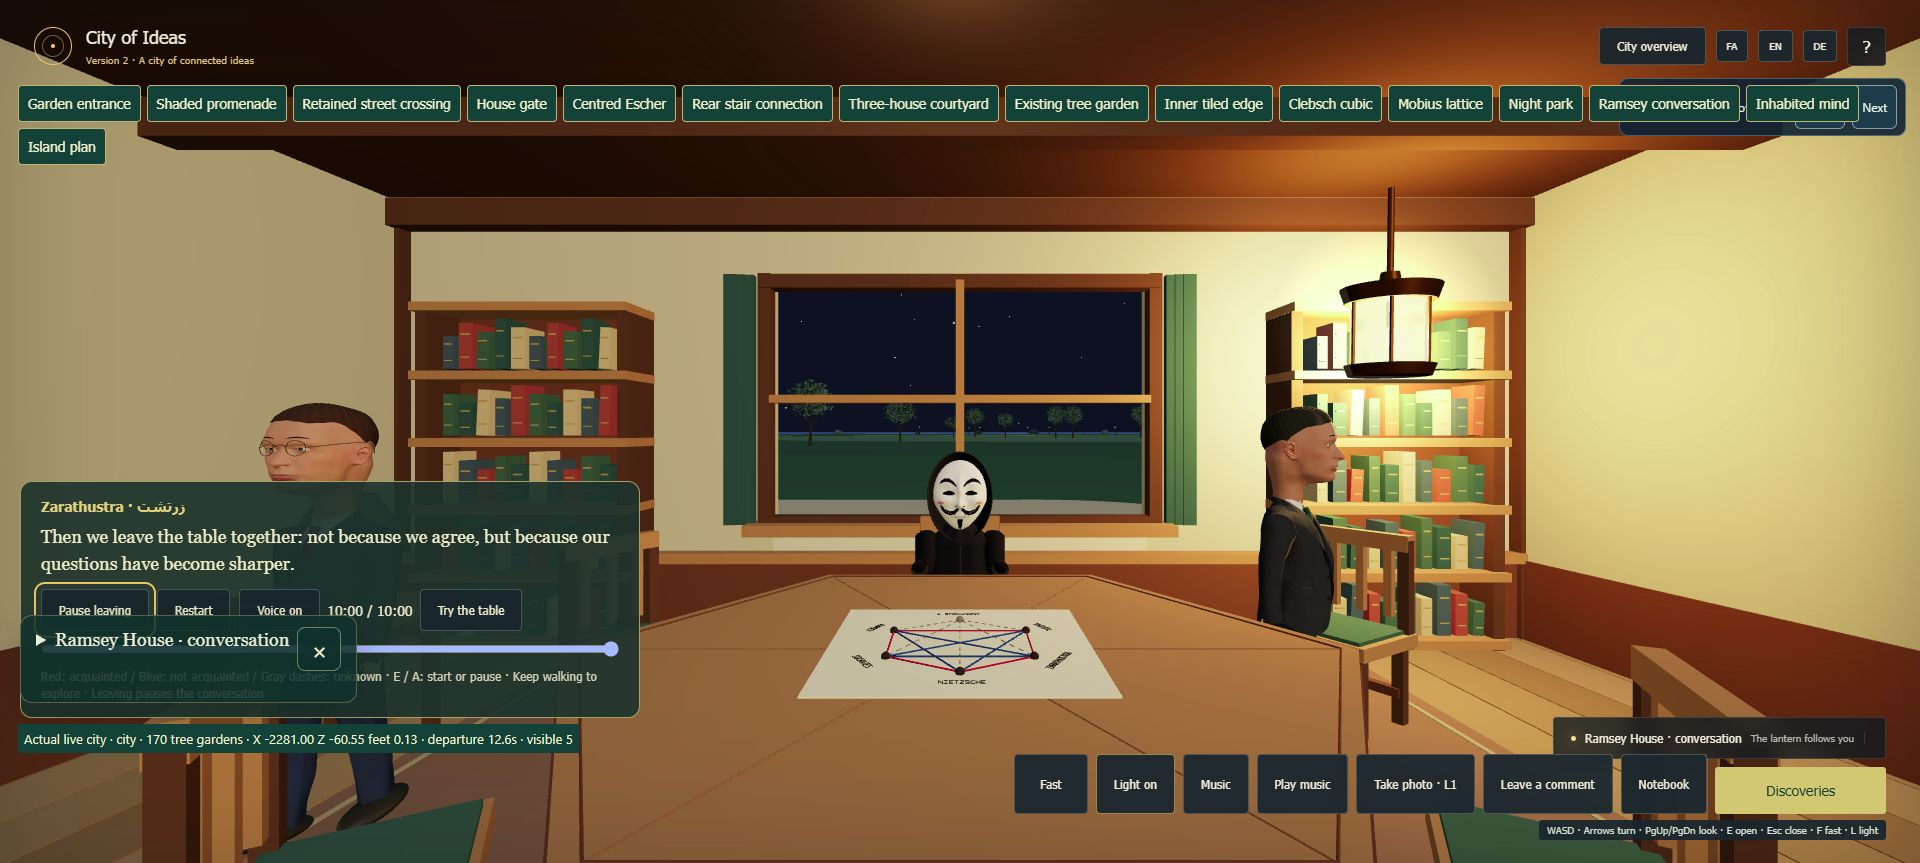 City of Ideas
Version 2 · A city of connected ideas
City overview
FA
EN
DE
?
Garden entrance
Shaded promenade
Retained street crossing
House gate
Centred Escher
Rear stair connection
Three-house courtyard
Existing tree garden
Inner tiled edge
Clebsch cubic
Mobius lattice
Night park
Ramsey conversation
Inhabited mind
Next
Island plan
Zarathustra · زرتشت
Then we leave the table together: not because we agree, but because our
questions have become sharper.
Pause leaving
Restart
Voice on
10:00 / 10:00
Try the table
▶ Ramsey House · conversation
×
Red: acquainted / Blue: not acquainted / Gray dashes: unknown · E / A: start or pause · Keep walking to
explore · Leaving pauses the conversation
NIETZSCHE
Actual live city · city · 170 tree gardens · X -2281.00 Z -60.55 feet 0.13 · departure 12.6s · visible 5
Ramsey House · conversation The lantern follows you
Fast
Light on
Music
Play music
Take photo · L1
Leave a comment
Notebook
Discoveries
WASD · Arrows turn · PgUp/PgDn look · E open · Esc close · F fast · L light